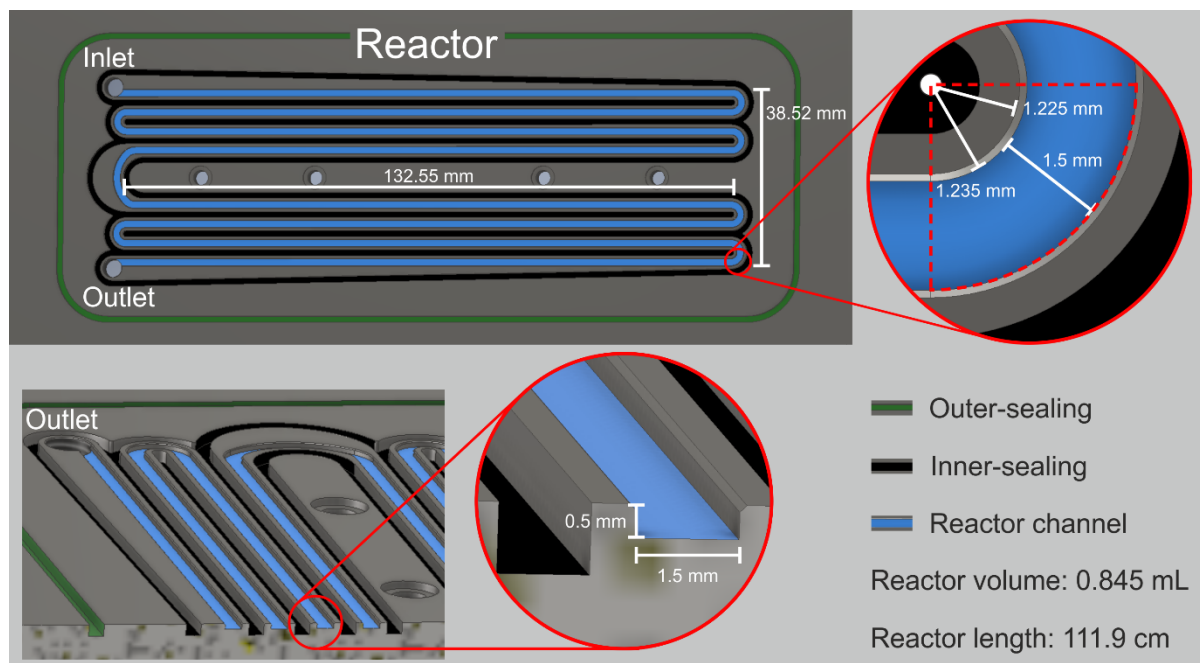 Reactor
Inlet
38.52 mm
132.55 mm
Outlet
1.225 mm
1.5 mm
1.235 mm
Outlet
0.5 mm
1.5 mm
Outer-sealing
Inner-sealing
Reactor channel
Reactor volume: 0.845 mL
Reactor length: 111.9 cm